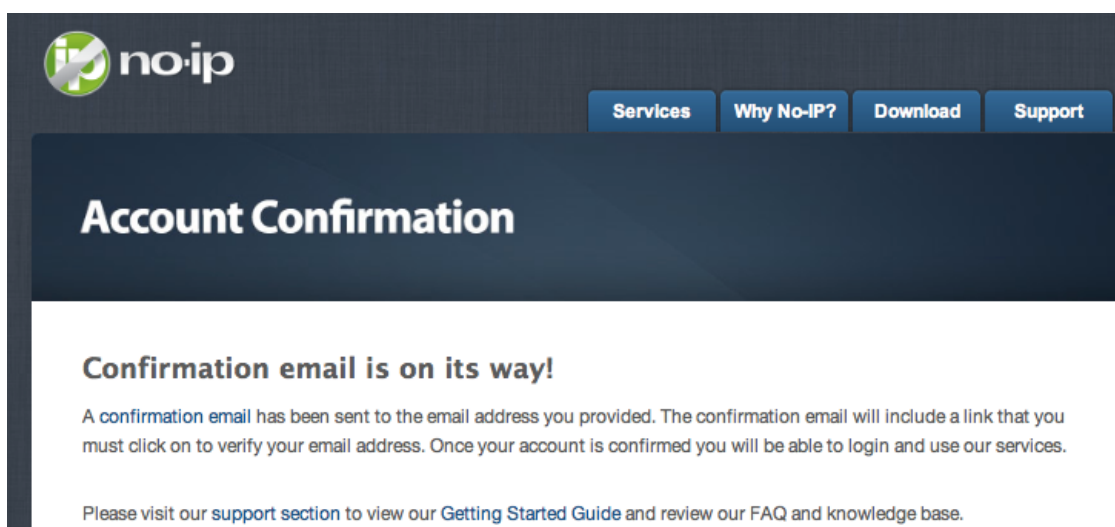 ip no·ip
Services Why No-IP? Download Support
Account Confirmation
Confirmation email is on its way!
A confirmation email has been sent to the email address you provided. The confirmation email will include a link that you
must click on to verify your email address. Once your account is confirmed you will be able to login and use our services.
Please visit our support section to view our Getting Started Guide and review our FAQ and knowledge base.